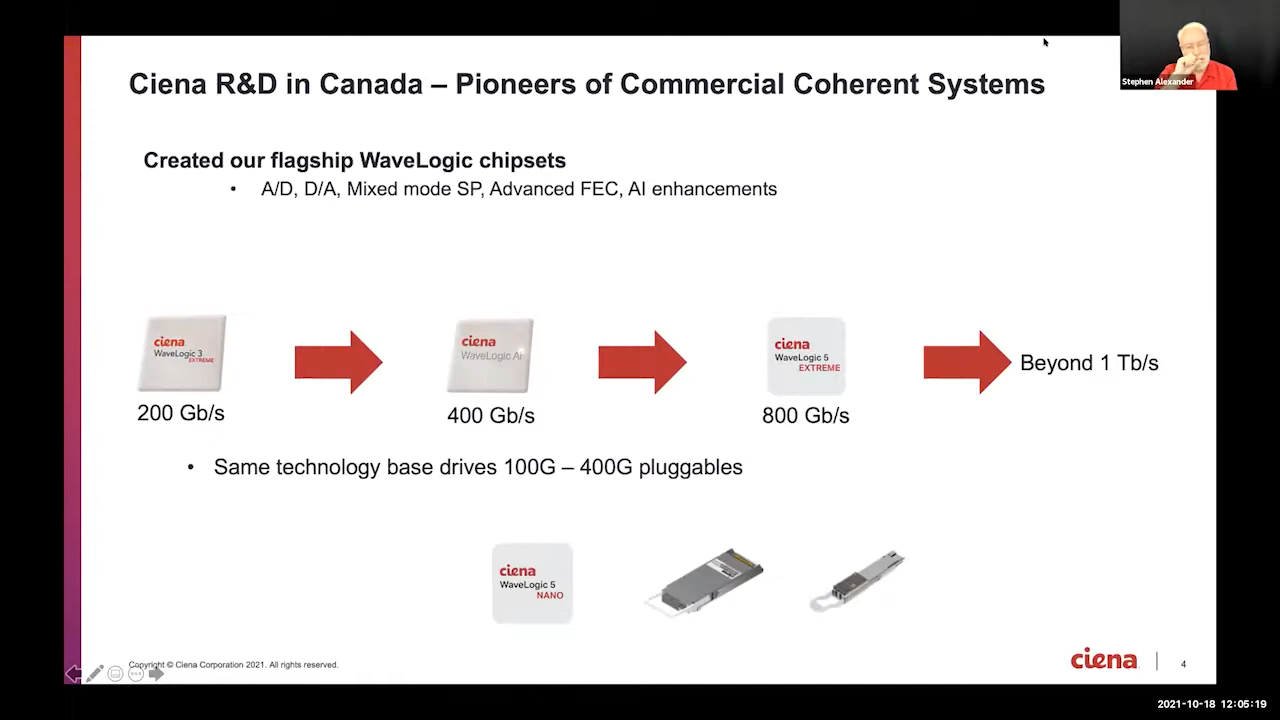 Stephen Alexander
Ciena R&D in Canada – Pioneers of Commercial Coherent Systems
Created our flagship WaveLogic chipsets
• A/D, D/A, Mixed mode SP, Advanced FEC, AI enhancements
ciena
WaveLogic 3
EXTREME
200 Gb/s
ciena
WaveLogic Ai
400 Gb/s
ciena
WaveLogic 5
EXTREME
800 Gb/s
Beyond 1 Tb/s
• Same technology base drives 100G – 400G pluggables
ciena
WaveLogic 5
NANO
Copyright © Ciena Corporation 2021. All rights reserved.
ciena
4
2021-10-18 12:05:19